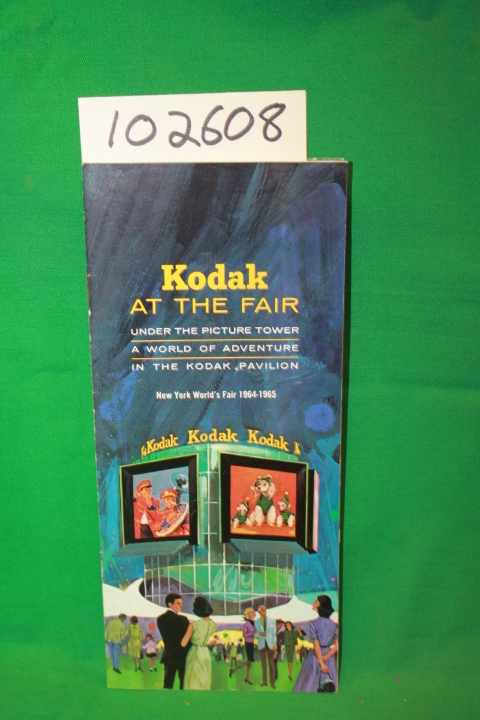 102608
Kodak
AT THE FAIR
UNDER THE PICTURE TOWER
A WORLD OF ADVENTURE
IN THE KODAK PAVILION
New York World's Fair 1964-1965
Kodak Kodak Kodak K